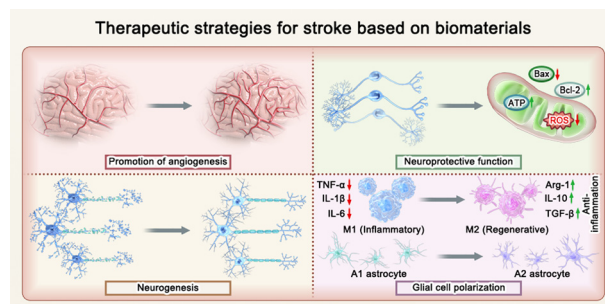 Therapeutic strategies for stroke based on biomaterials
Promotion of angiogenesis
Bax
Bcl-2
ATP
ROS
Neuroprotective function
Neurogenesis
TNF-α
IL-1β
IL-6
M1 (Inflammatory)
M2 (Regenerative)
Arg-1
IL-10
TGF-β
Anti-
inflammation
A1 astrocyte
A2 astrocyte
Glial cell polarization